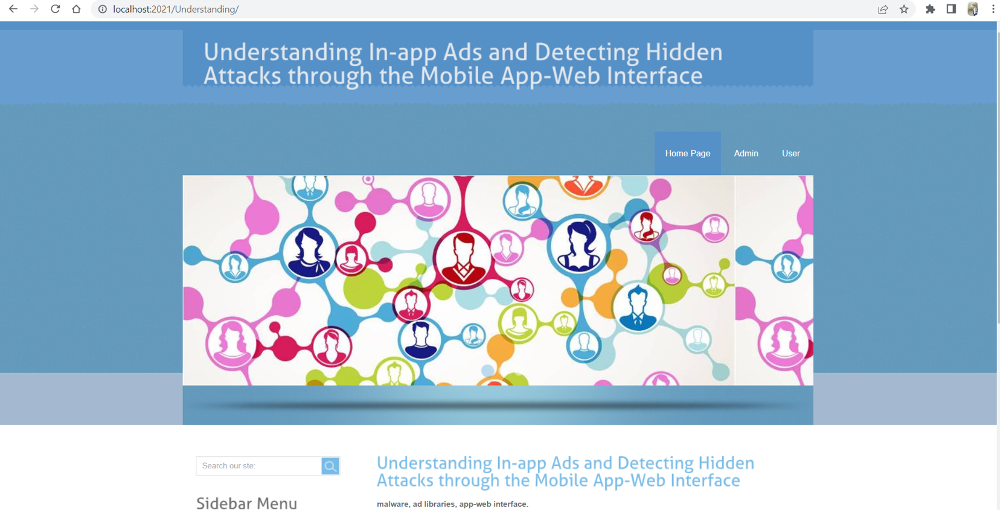 localhost:2021/Understanding/
Understanding In-app Ads and Detecting Hidden
Attacks through the Mobile App-Web Interface
Home Page Admin User
Search our ste:
Understanding In-app Ads and Detecting Hidden
Attacks through the Mobile App-Web Interface
Sidebar Menu
malware, ad libraries, app-web interface.